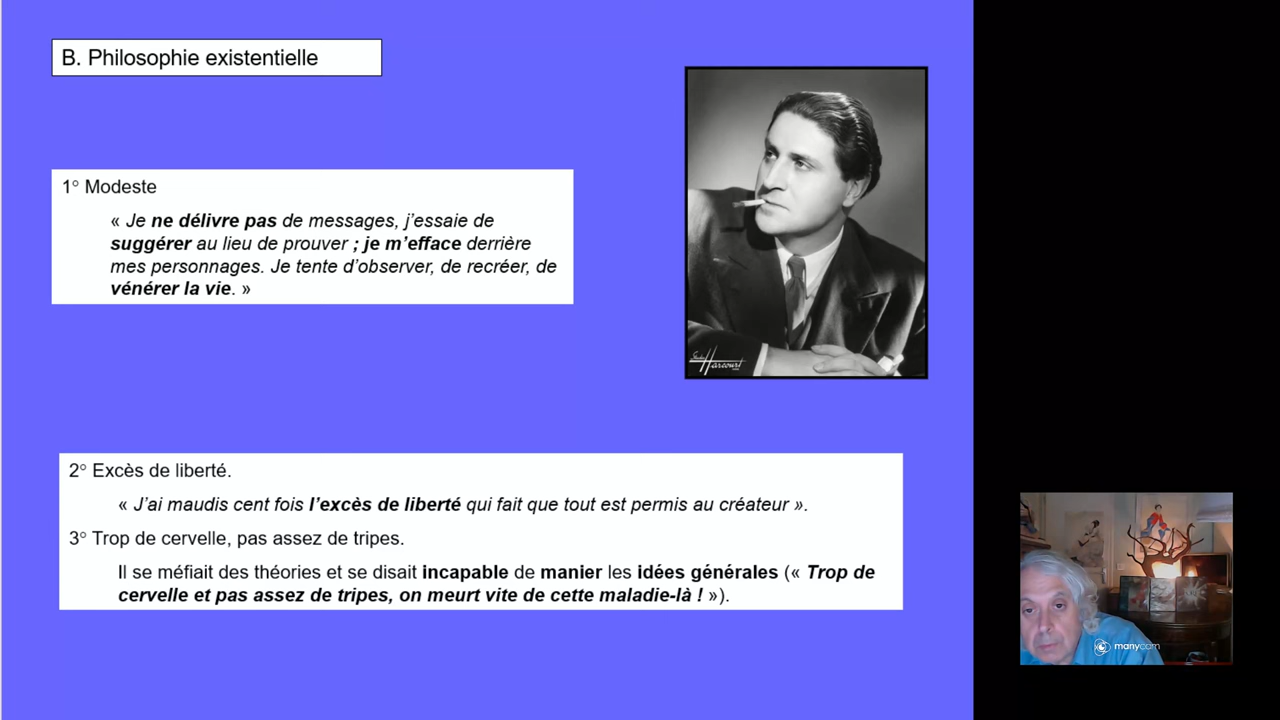 B. Philosophie existentielle
1° Modeste
« Je ne délivre pas de messages, j'essaie de
suggérer au lieu de prouver ; je m'efface derrière
mes personnages. Je tente d'observer, de recréer, de
vénérer la vie. »
Studio
Harcourt
2° Excès de liberté.
« J'ai maudis cent fois l'excès de liberté qui fait que tout est permis au créateur ».
3° Trop de cervelle, pas assez de tripes.
Il se méfiait des théories et se disait incapable de manier les idées générales (« Trop de
cervelle et pas assez de tripes, on meurt vite de cette maladie-là ! »).
manycam